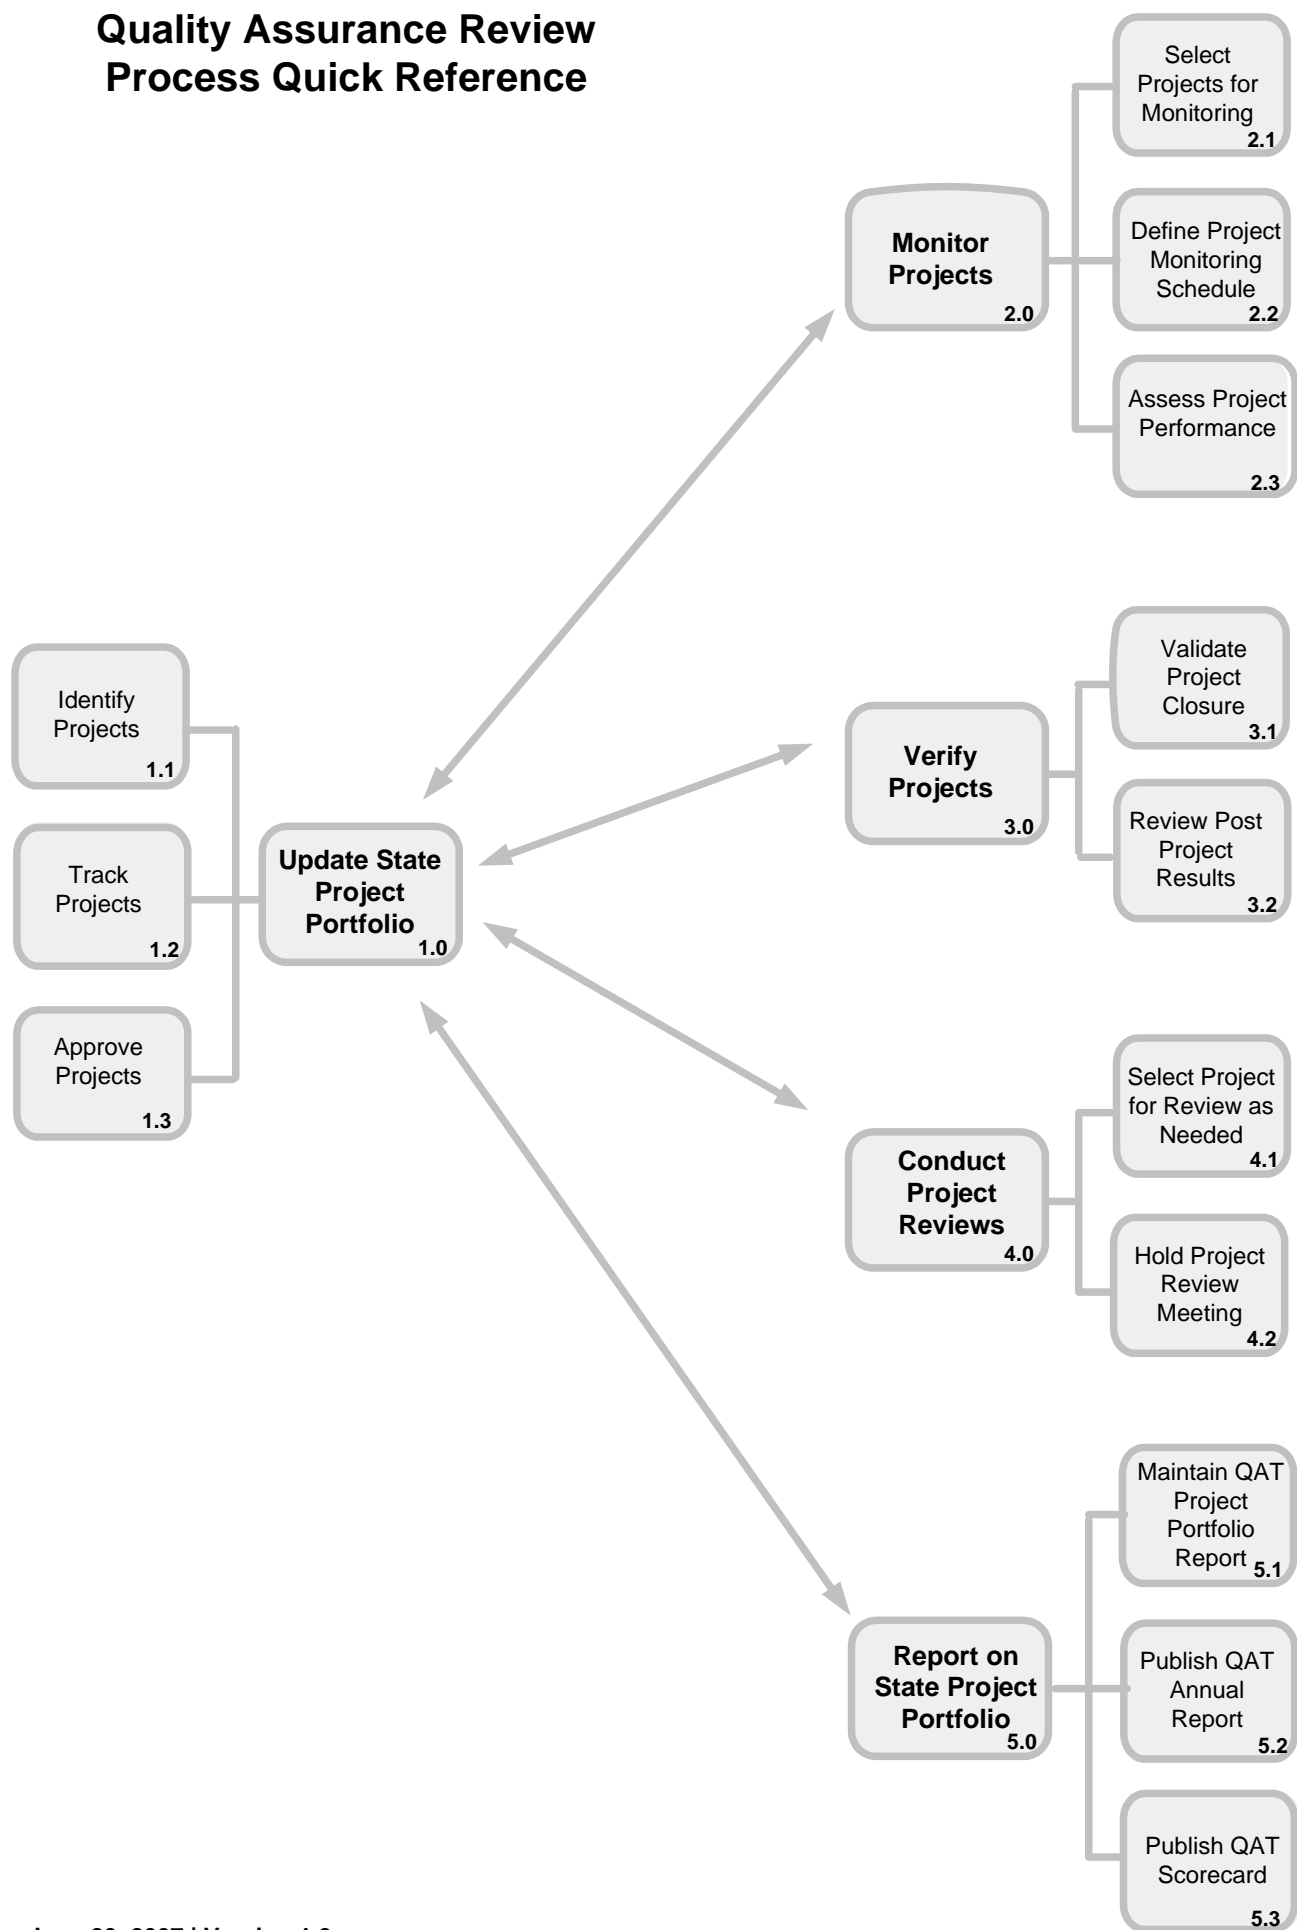 Quality Assurance Review
Process Quick Reference
Select
Projects for
Monitoring
2.1
Monitor
Projects
2.0
Define Project
Monitoring
Schedule
2.2
Assess Project
Performance
2.3
Identify
Projects
1.1
Track
Projects
1.2
Approve
Projects
1.3
Update State
Project
Portfolio
1.0
Verify
Projects
3.0
Validate
Project
Closure
3.1
Review Post
Project
Results
3.2
Conduct
Project
Reviews
4.0
Select Project
for Review as
Needed
4.1
Hold Project
Review
Meeting
4.2
Report on
State Project
Portfolio
5.0
Maintain QAT
Project
Portfolio
Report
5.1
Publish QAT
Annual
Report
5.2
Publish QAT
Scorecard
5.3